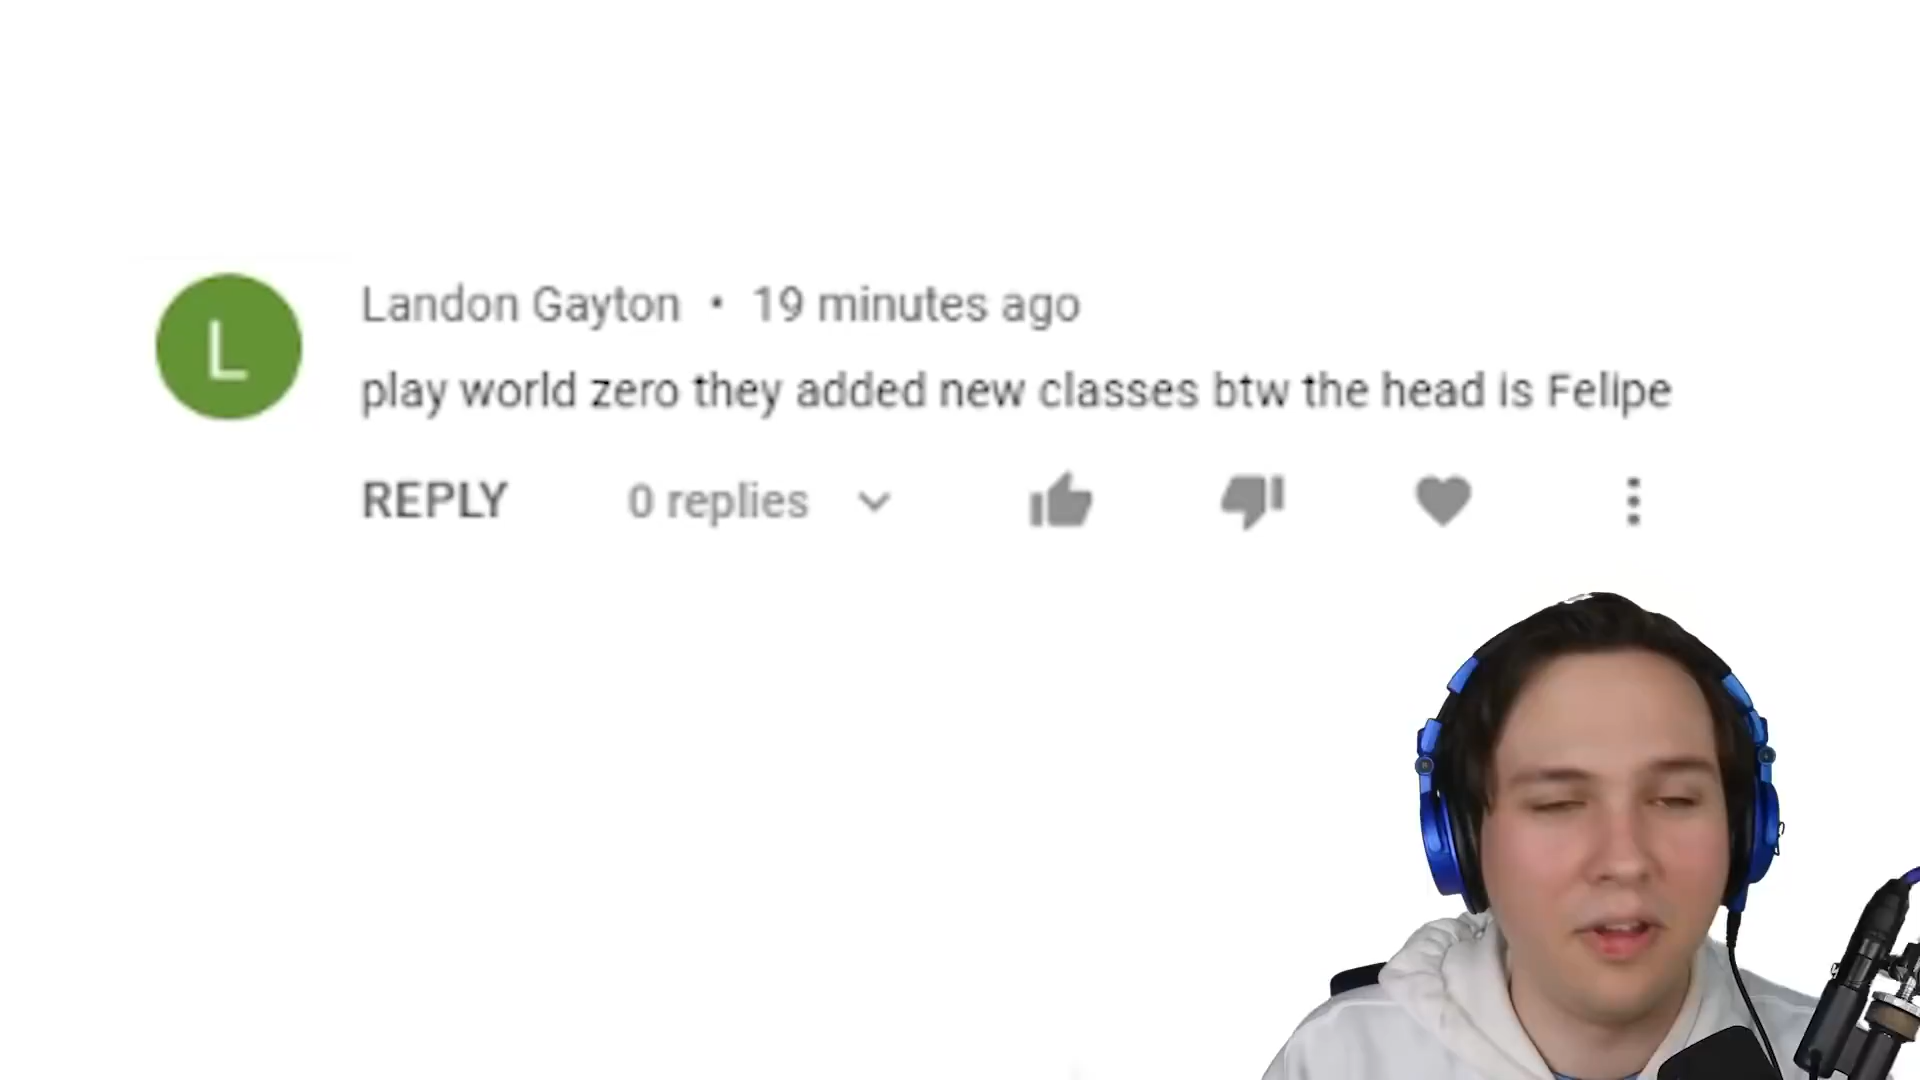 L
Landon Gayton • 19 minutes ago
play world zero they added new classes btw the head is Felipe
REPLY 0 replies